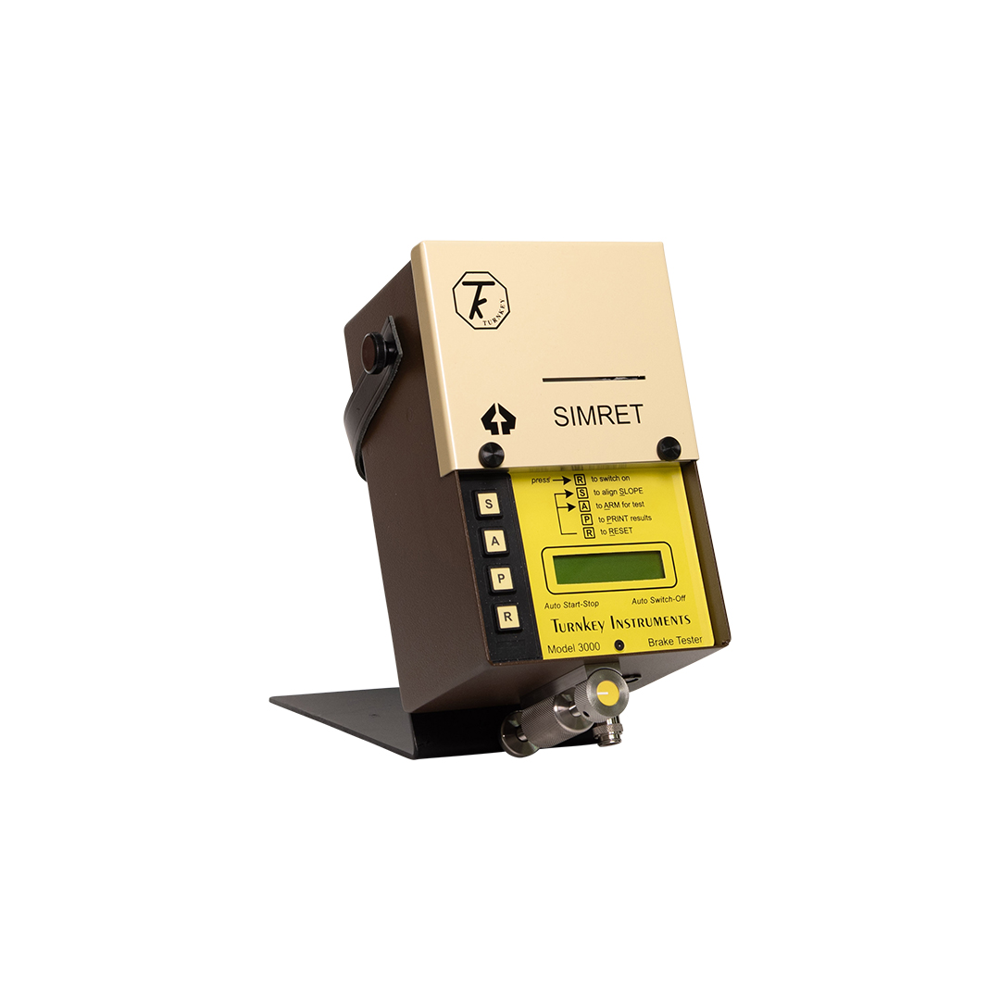 Tk
TURNKEY
SIMRET
press R to switch on
S to align SLOPE
A to ARM for test
P to PRINT results
R to RESET
S
A
P
R
Auto Start-Stop Auto Switch-Off
TURNKEY INSTRUMENTS
Model 3000 Brake Tester